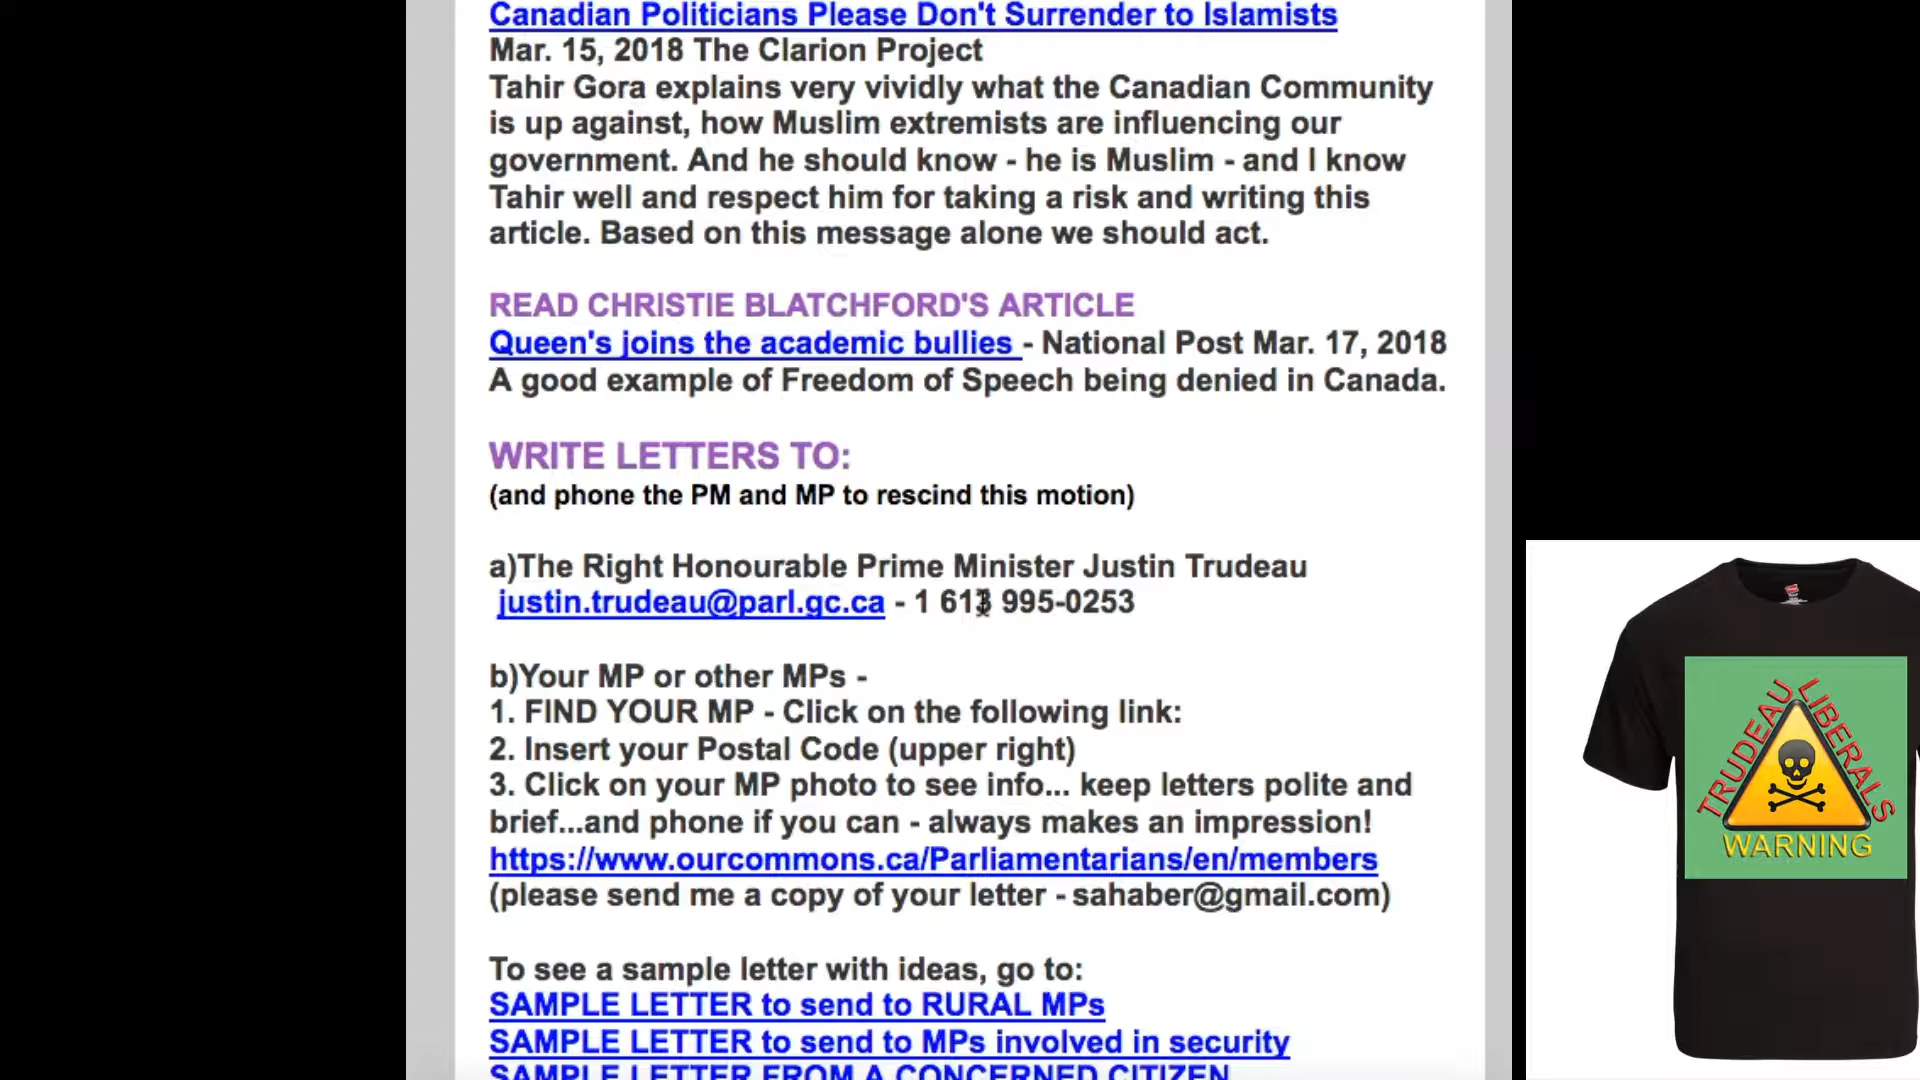 Canadian Politicians Please Don't Surrender to Islamists
Mar. 15, 2018 The Clarion Project
Tahir Gora explains very vividly what the Canadian Community
is up against, how Muslim extremists are influencing our
government. And he should know - he is Muslim - and I know
Tahir well and respect him for taking a risk and writing this
article. Based on this message alone we should act.
READ CHRISTIE BLATCHFORD'S ARTICLE
Queen's joins the academic bullies - National Post Mar. 17, 2018
A good example of Freedom of Speech being denied in Canada.
WRITE LETTERS TO:
(and phone the PM and MP to rescind this motion)
a)The Right Honourable Prime Minister Justin Trudeau
justin.trudeau@parl.gc.ca - 1 613 995-0253
b)Your MP or other MPs -
1. FIND YOUR MP - Click on the following link:
2. Insert your Postal Code (upper right)
3. Click on your MP photo to see info... keep letters polite and
brief...and phone if you can - always makes an impression!
https://www.ourcommons.ca/Parliamentarians/en/members
(please send me a copy of your letter - sahaber@gmail.com)
To see a sample letter with ideas, go to:
SAMPLE LETTER to send to RURAL MPs
SAMPLE LETTER to send to MPs involved in security
SAMPLE LETTER FROM A CONCERNED CITIZEN
TRUDEAU LIBERALS
WARNING